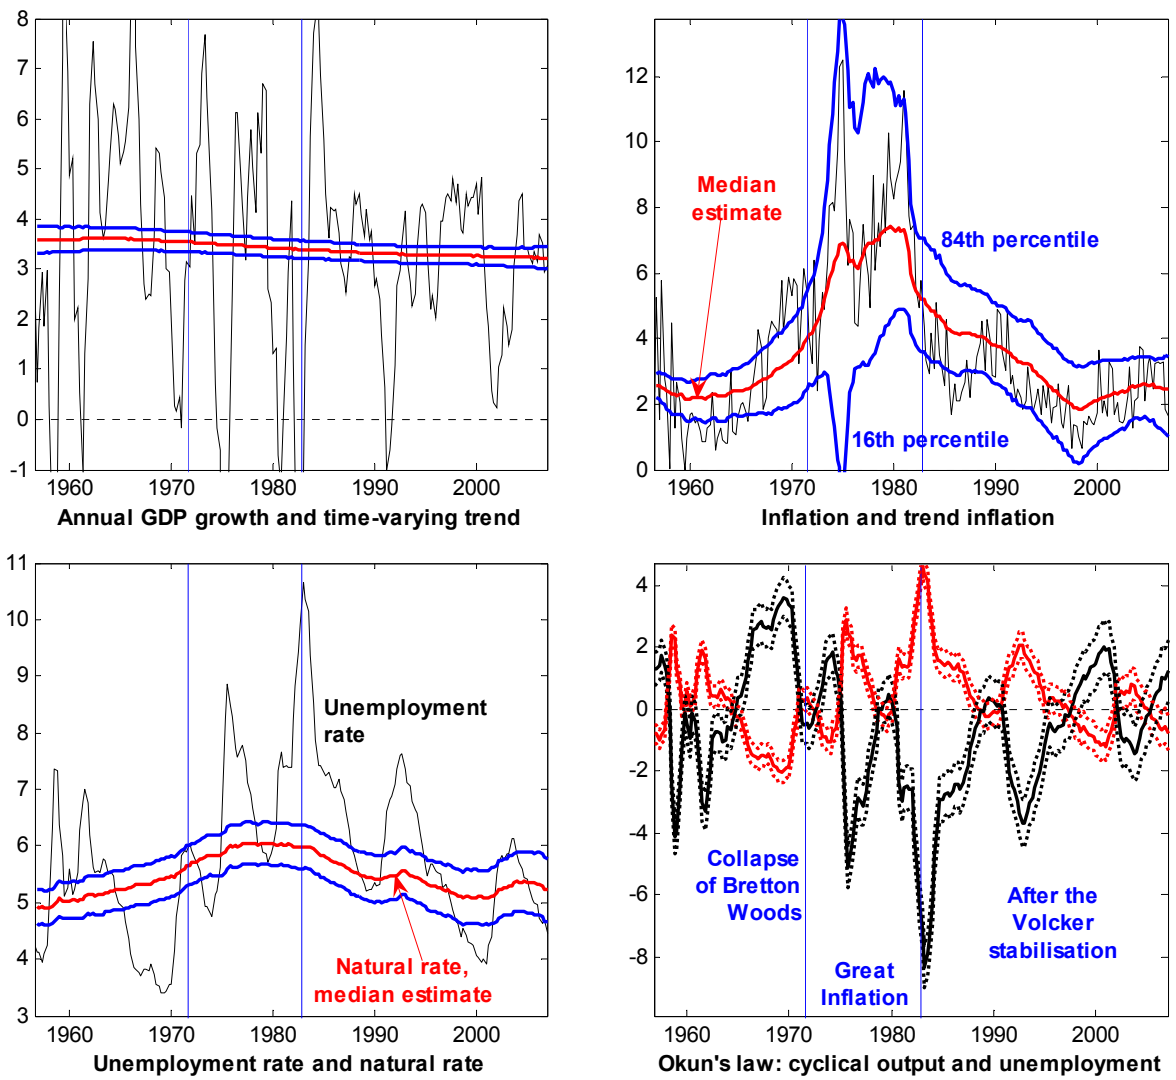 8
7
6
5
4
3
2
1
0
-1
1960 1970 1980 1990 2000
Annual GDP growth and time-varying trend
12
10
8
6
4
2
0
Median
estimate
84th percentile
16th percentile
1960 1970 1980 1990 2000
Inflation and trend inflation
11
10
9
8
7
6
5
4
3
Unemployment
rate
Natural rate,
median estimate
1960 1970 1980 1990 2000
Unemployment rate and natural rate
4
2
0
-2
-4
-6
-8
Collapse
of Bretton
Woods
Great
Inflation
After the
Volcker
stabilisation
1960 1970 1980 1990 2000
Okun's law: cyclical output and unemployment